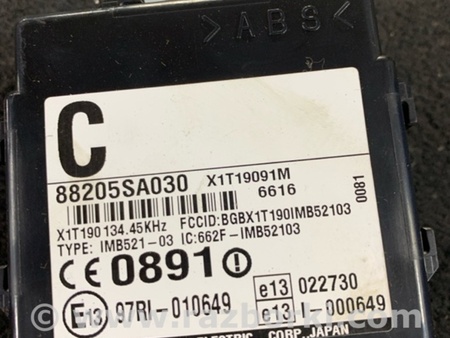 >ABS<
C
88205SA030 X1T19091M
6616
0081
X1T190 134.45KHz FCCID:BGBX1T190IMB52103
TYPE: IMB521-03 IC:662F-IMB52103
CE 0891
E13 97RI-010649
e13 022730
e13 I-000649
ELECTRIC CORP.JAPAN